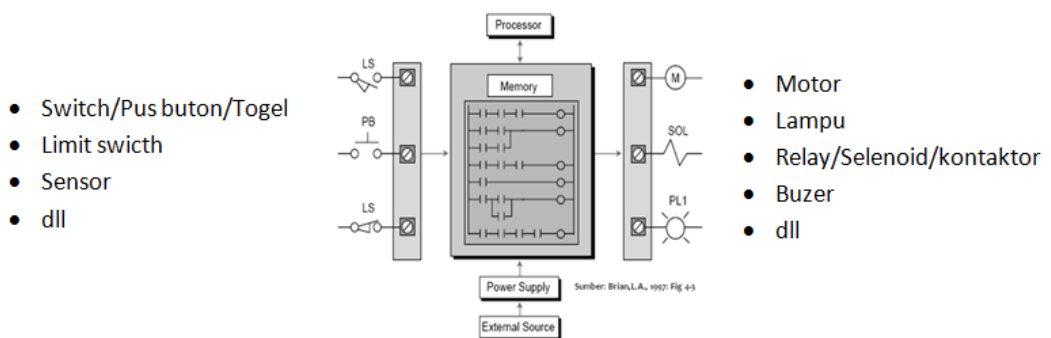 • Switch/Pus buton/Togel
• Limit swicth
• Sensor
• dll
Processor
LS
PB
LS
Memory
M
SOL
PL1
Power Supply
Sumber: Brian,L.A., 1997: Fig 4-3
External Source
• Motor
• Lampu
• Relay/Selenoid/kontaktor
• Buzer
• dll